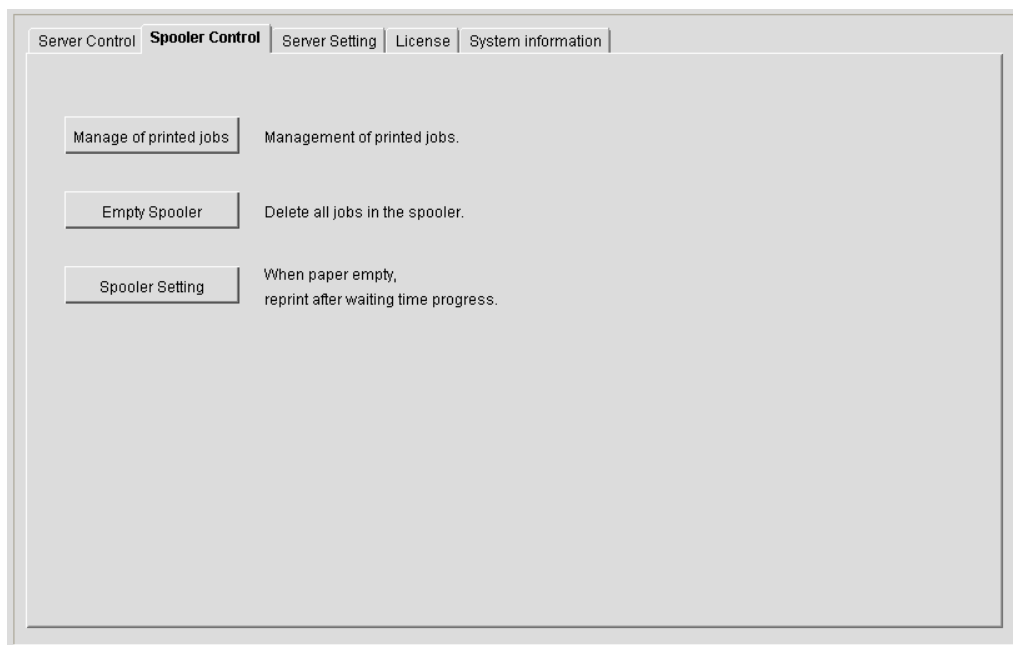 Server Control Spooler Control Server Setting License System information
Manage of printed jobs Management of printed jobs.
Empty Spooler Delete all jobs in the spooler.
Spooler Setting When paper empty,
reprint after waiting time progress.